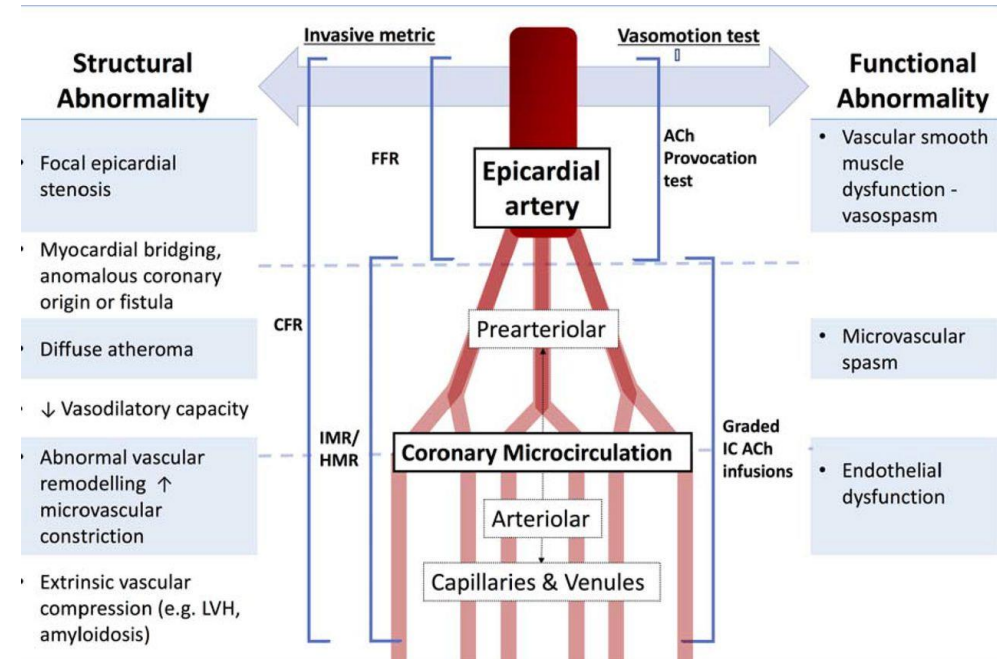 Invasive metric
Vasomotion test
Structural
Abnormality
Functional
Abnormality
• Focal epicardial
stenosis
• Myocardial bridging,
anomalous coronary
origin or fistula
• Diffuse atheroma
• ↓ Vasodilatory capacity
• Abnormal vascular
remodelling ↑
microvascular
constriction
• Extrinsic vascular
compression (e.g. LVH,
amyloidosis)
CFR
FFR
IMR/
HMR
Epicardial
artery
Prearteriolar
Coronary Microcirculation
Arteriolar
Capillaries & Venules
ACh
Provocation
test
Graded
IC ACh
infusions
• Vascular smooth
muscle
dysfunction -
vasospasm
• Microvascular
spasm
• Endothelial
dysfunction